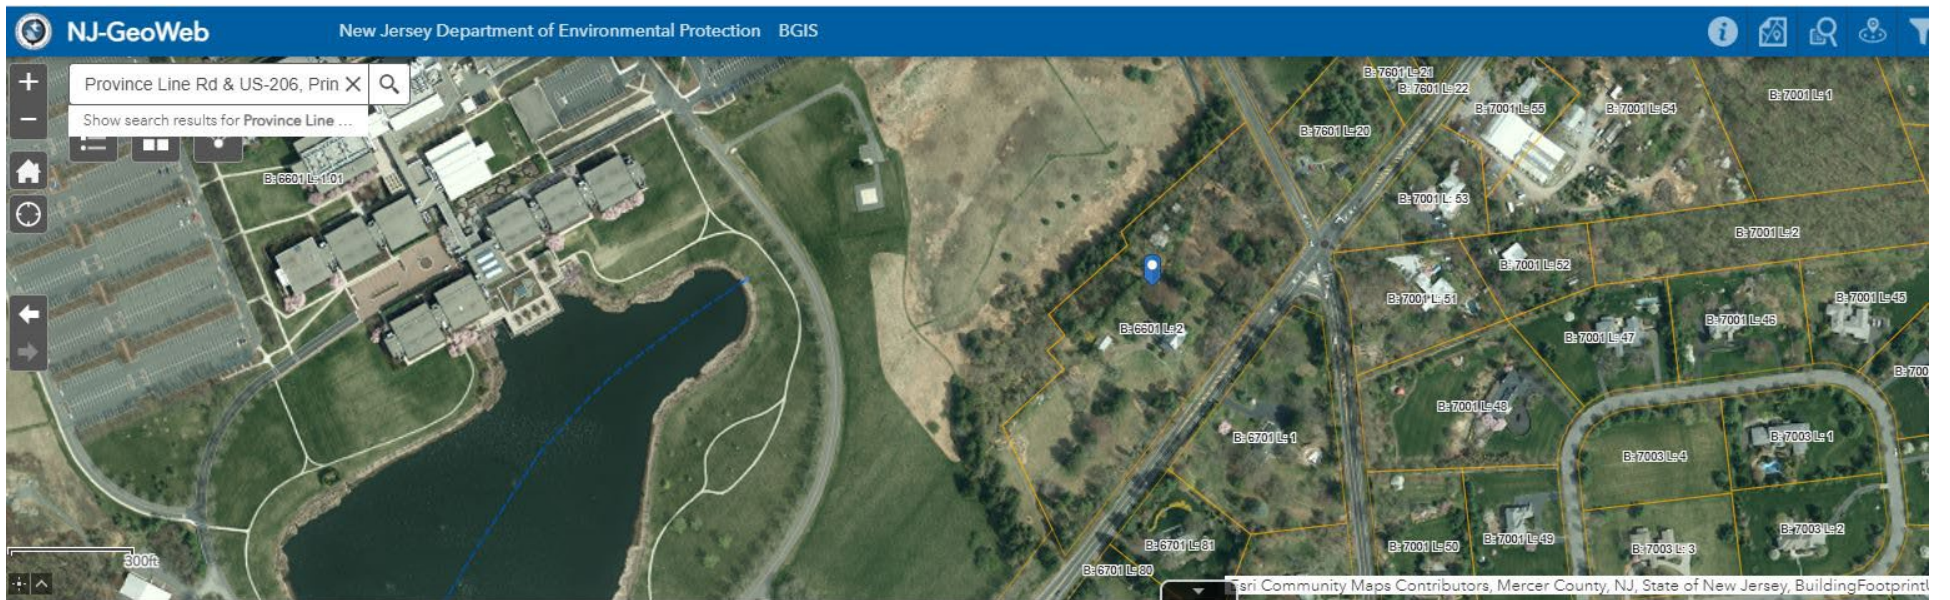 NJ-GeoWeb
New Jersey Department of Environmental Protection BGIS
Province Line Rd & US-206, Prin
Show search results for Province Line ...
B: 7601 L: 21
B: 7601 L: 22
B: 7001 L: 55
B: 7001 L: 54
B: 7001 L: 1
B: 7601 L: 20
B: 6601 L: 1.01
B: 7001 L: 53
B: 7001 L: 2
B: 7001 L: 52
B: 7001 L: 51
B: 7001 L: 45
B: 6601 L: 2
B: 7001 L: 46
B: 7001 L: 47
B: 700
B: 7001 L: 48
B: 6701 L: 1
B: 7003 L: 1
B: 7003 L: 4
B: 7003 L: 2
B: 6701 L: 81
B: 7001 L: 50
B: 7001 L: 49
B: 7003 L: 3
300ft
B: 6701 L: 80
Esri Community Maps Contributors, Mercer County, NJ, State of New Jersey, BuildingFootprint